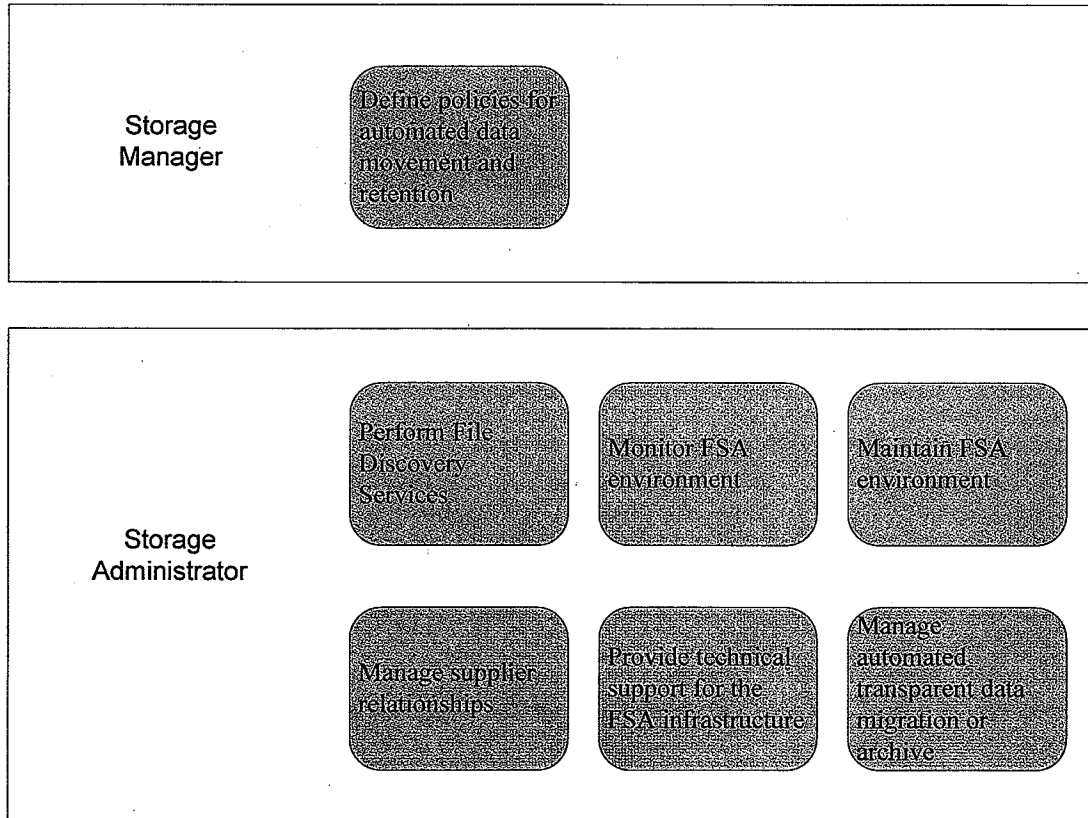 Storage
Manager
Define policies for
automated data
movement and
retention
Storage
Administrator
Perform File
Discovery
Services
Monitor FSA
environment
Maintain FSA
environment
Manage supplier
relationships
Provide technical
support for the
FSA infrastructure
Manage
automated
transparent data
migration or
archive